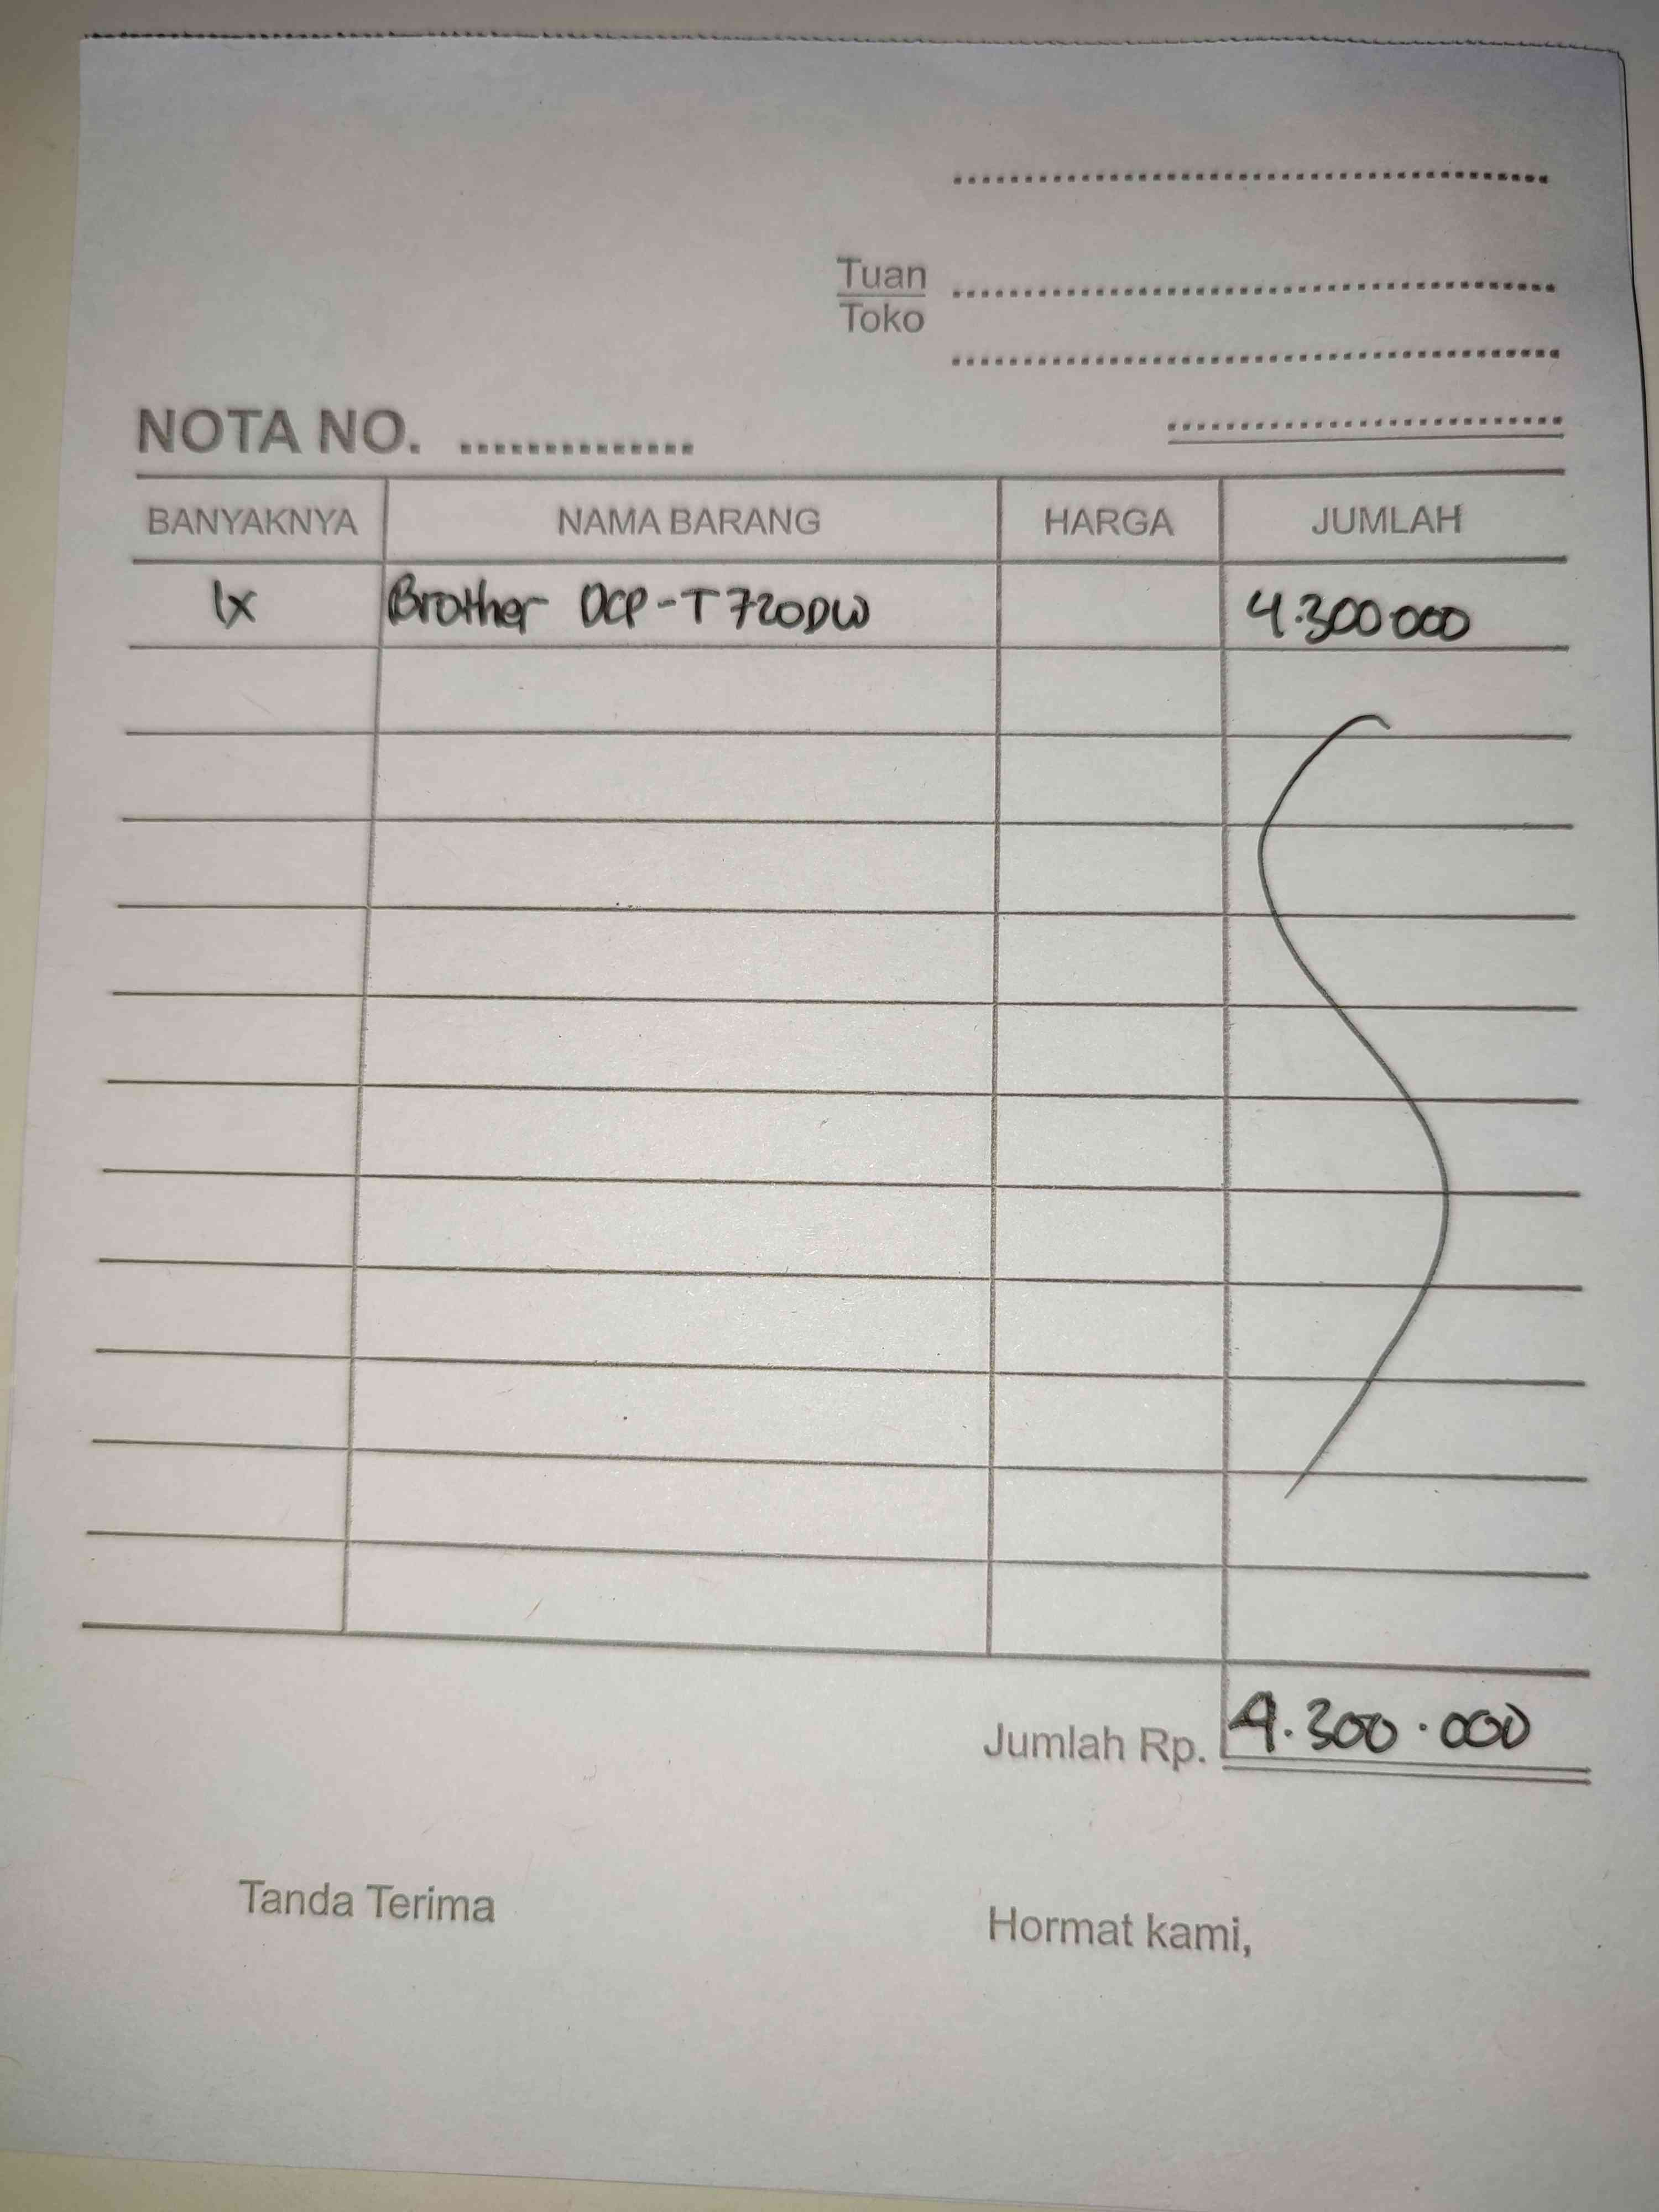 Tuan
Toko
NOTA NO. ..............
BANYAKNYA NAMA BARANG HARGA JUMLAH
1x Brother DCP-T720DW 4.300.000
Jumlah Rp. 4.300.000
Tanda Terima Hormat kami,